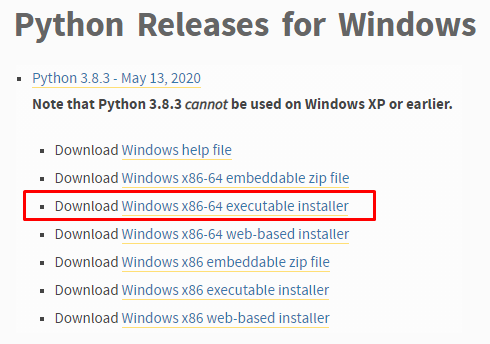 Python Releases for Windows
Python 3.8.3 - May 13, 2020
Note that Python 3.8.3 cannot be used on Windows XP or earlier.
Download Windows help file
Download Windows x86-64 embeddable zip file
Download Windows x86-64 executable installer
Download Windows x86-64 web-based installer
Download Windows x86 embeddable zip file
Download Windows x86 executable installer
Download Windows x86 web-based installer